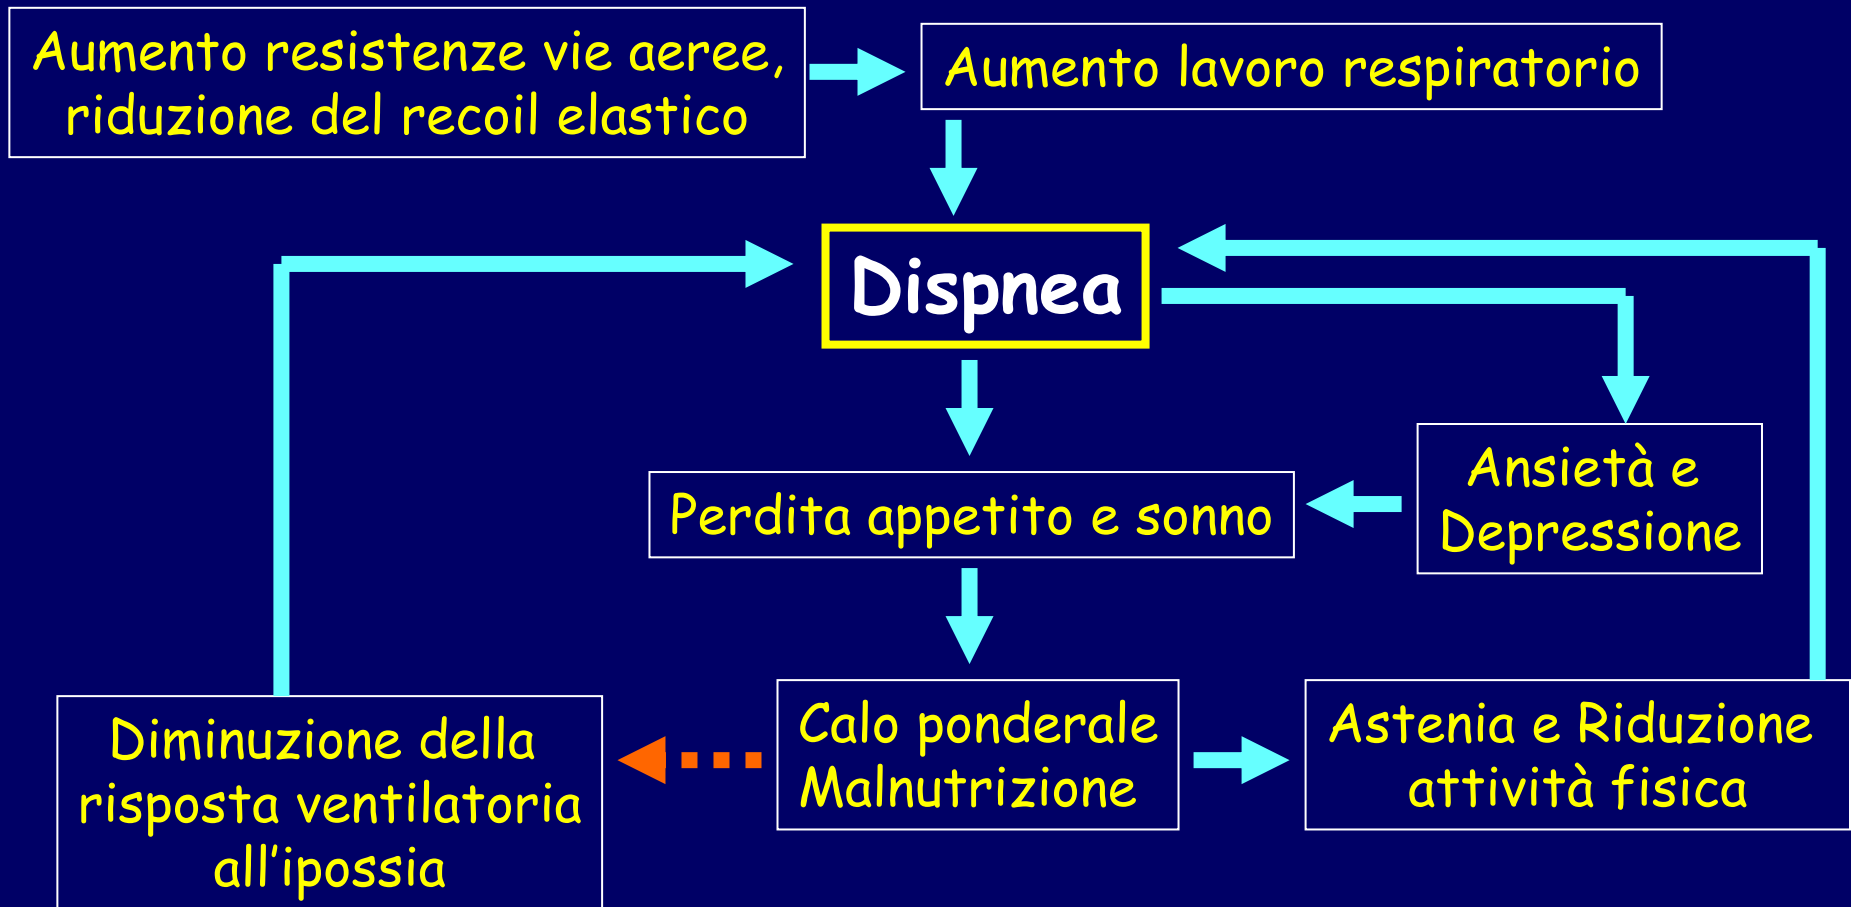 Aumento resistenze vie aeree,
riduzione del recoil elastico
Aumento lavoro respiratorio
Dispnea
Ansietà e
Depressione
Perdita appetito e sonno
Diminuzione della
risposta ventilatoria
all'ipossia
Calo ponderale
Malnutrizione
Astenia e Riduzione
attività fisica